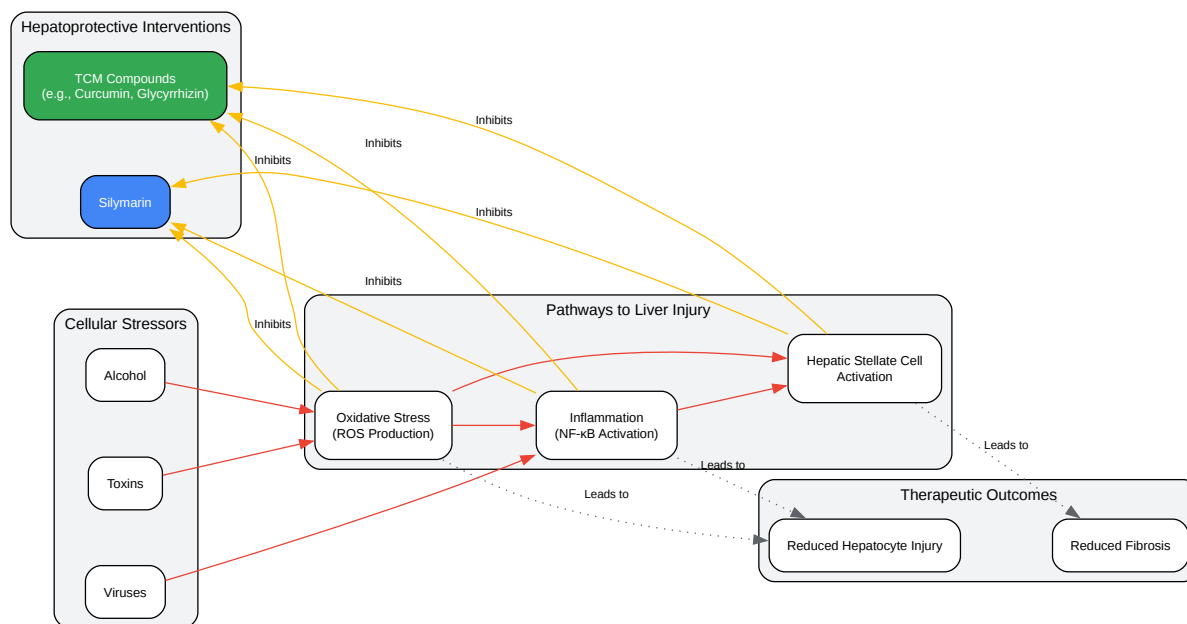 Hepatoprotective Interventions
TCM Compounds
(e.g., Curcumin, Glycyrrhizin)
Silymarin
Inhibits
Inhibits
Inhibits
Inhibits
Inhibits
Inhibits
Cellular Stressors
Alcohol
Toxins
Viruses
Pathways to Liver Injury
Oxidative Stress
(ROS Production)
Inflammation
(NF-κB Activation)
Hepatic Stellate Cell
Activation
Leads to
Leads to
Leads to
Therapeutic Outcomes
Reduced Hepatocyte Injury
Reduced Fibrosis